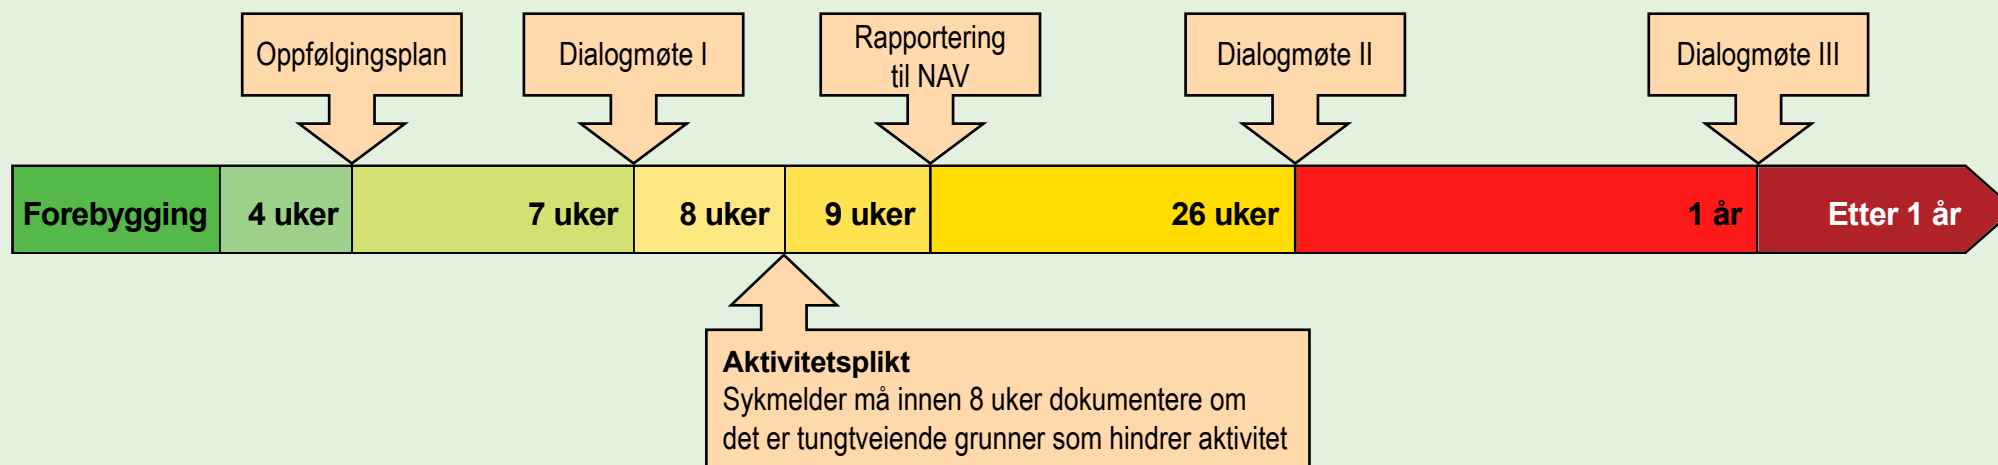 Oppfølgingsplan
Dialogmøte I
Rapportering
til NAV
Dialogmøte II
Dialogmøte III
Forebygging
4 uker
7 uker
8 uker
9 uker
26 uker
1 år
Etter 1 år
Aktivitetsplikt
Sykmelder må innen 8 uker dokumentere om
det er tungtveiende grunner som hindrer aktivitet